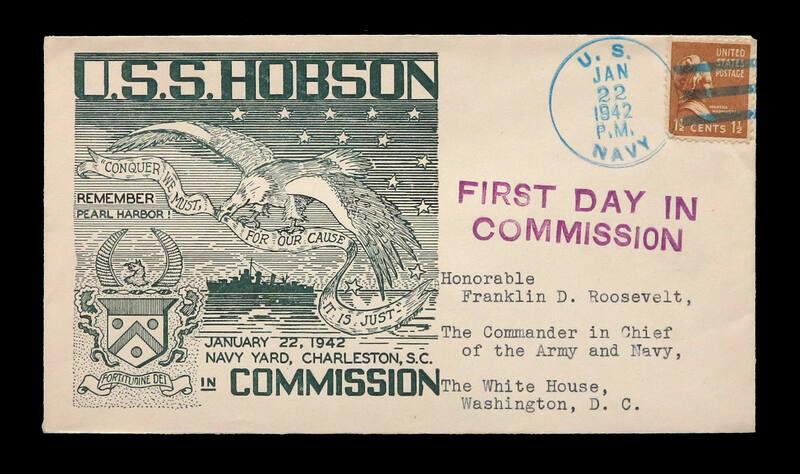 U.S.S. HOBSON
"CONQUER WE MUST,
FOR OUR CAUSE
IT IS JUST"
REMEMBER
PEARL HARBOR!
FORTITUDINE DEI
JANUARY 22, 1942
NAVY YARD, CHARLESTON, S.C.
IN COMMISSION
U. S.
JAN
22
1942
P.M.
NAVY
UNITED
STATES
POSTAGE
1½ CENTS 1½
FIRST DAY IN
COMMISSION
Honorable
Franklin D. Roosevelt,
The Commander in Chief
of the Army and Navy,
The White House,
Washington, D. C.